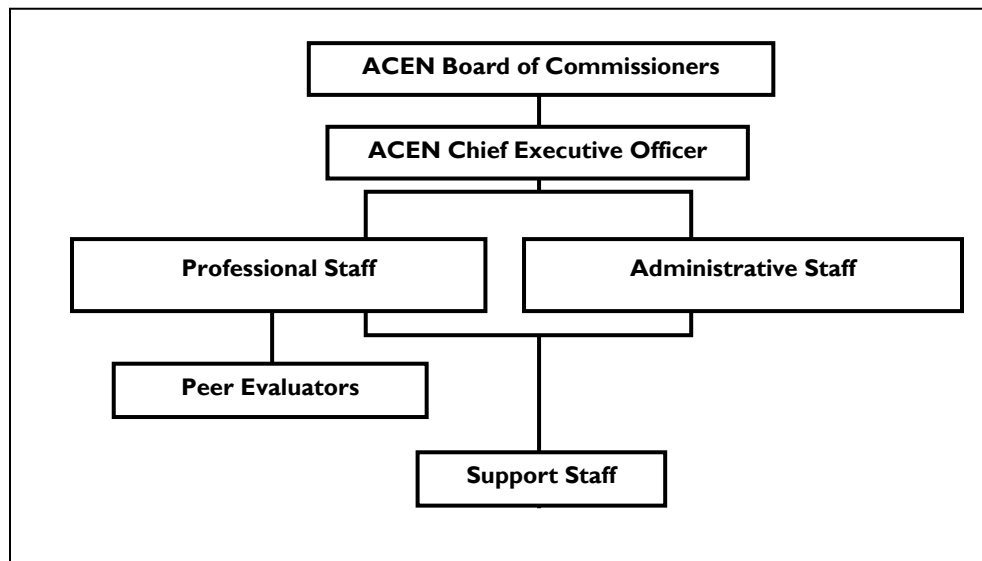 ACEN Board of Commissioners
ACEN Chief Executive Officer
Professional Staff
Administrative Staff
Peer Evaluators
Support Staff